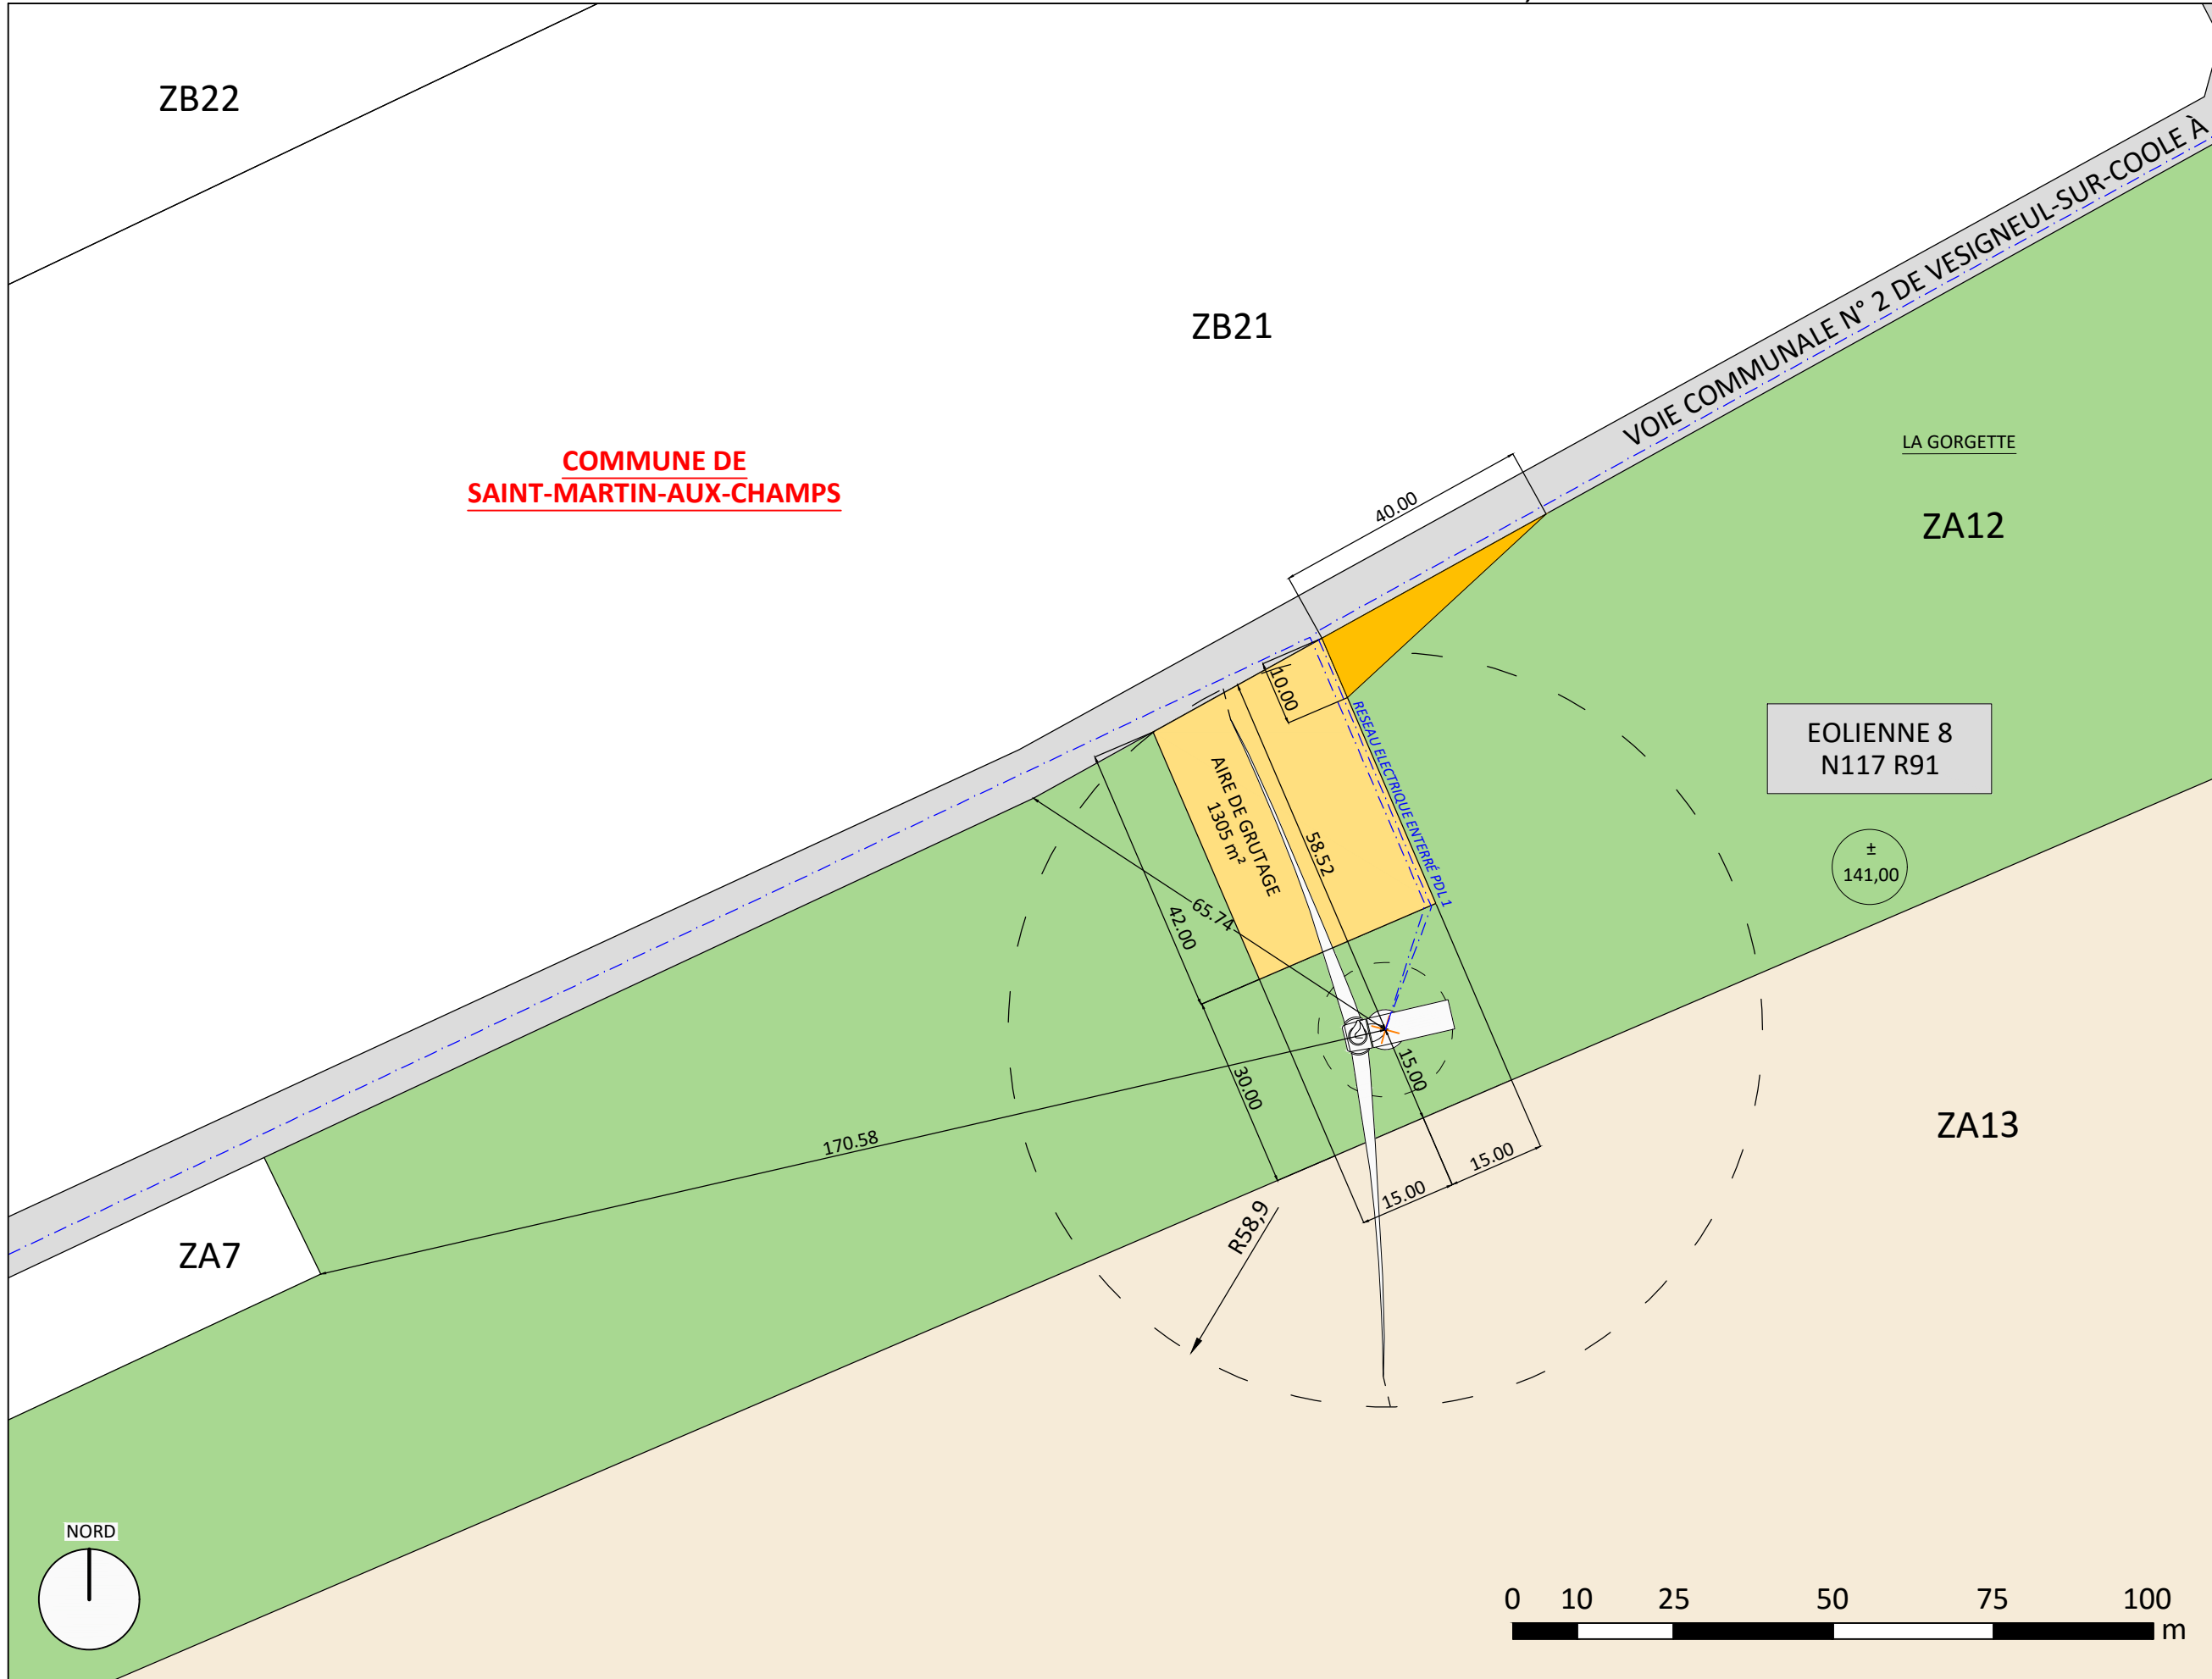 ZB22
ZB21
COMMUNE DE
SAINT-MARTIN-AUX-CHAMPS
VOIE COMMUNALE N° 2 DE VESIGNEUL-SUR-COOLE À
LA GORGETTE
ZA12
40.00
10.00
RESEAU ELECTRIQUE ENTERRÉ PDL 1
EOLIENNE 8
N117 R91
AIRE DE GRUTAGE
1305 m²
58.52
±
141,00
65.74
42.00
30.00
15.00
170.58
15.00
15.00
ZA13
R58,9
ZA7
NORD
0 10 25 50 75 100
m